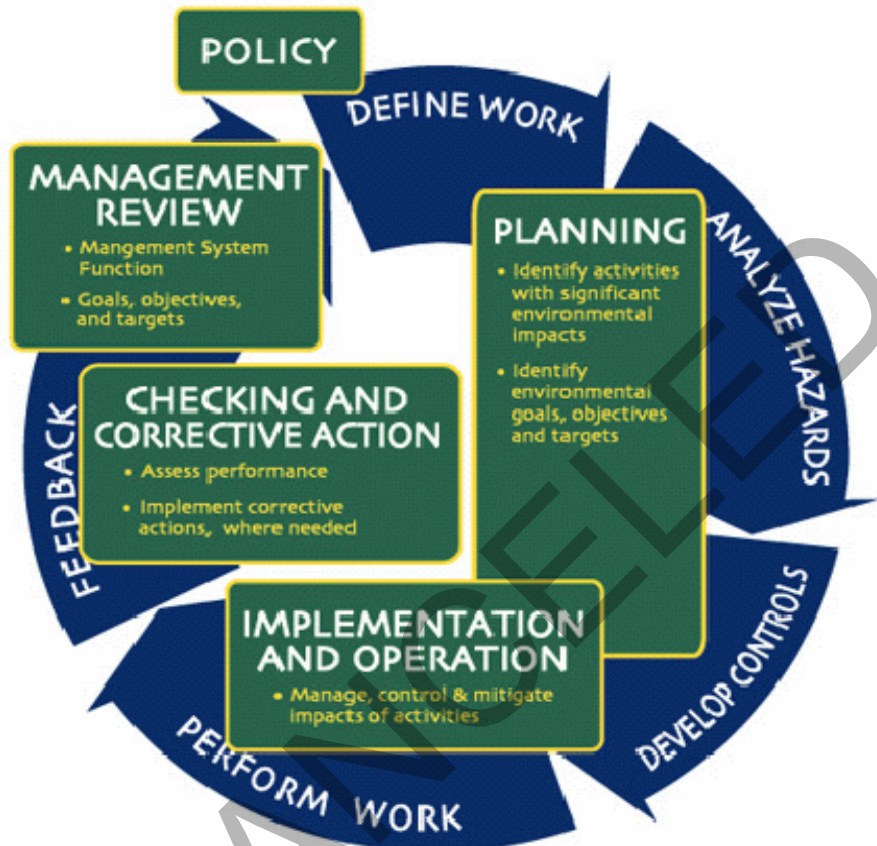 POLICY
DEFINE WORK
MANAGEMENT
REVIEW
• Mangement System
Function
• Goals, objectives,
and targets
PLANNING
• Identify activities
with significant
environmental
impacts
• Identify
environmental
goals, objectives
and targets
ANALYZE HAZARDS
CHECKING AND
CORRECTIVE ACTION
• Assess performance
• Implement corrective
actions, where needed
FEEDBACK
IMPLEMENTATION
AND OPERATION
• Manage, control & mitigate
impacts of activities
DEVELOP CONTROLS
PERFORM WORK
ANCELED